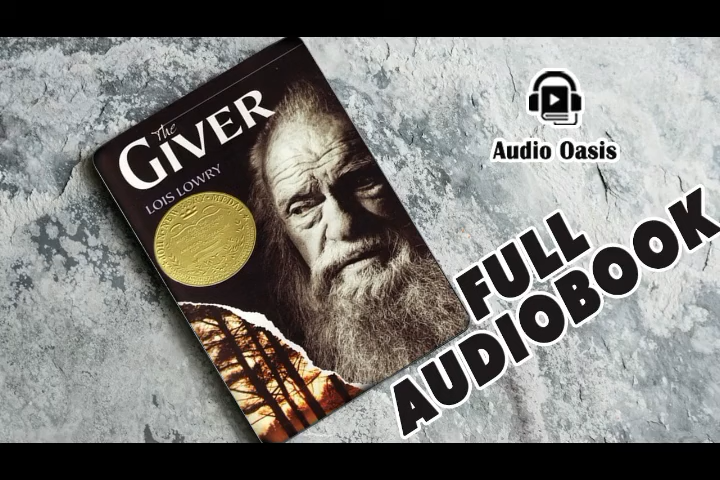 The
GIVER
LOIS LOWRY
Audio Oasis
FULL
AUDIOBOOK